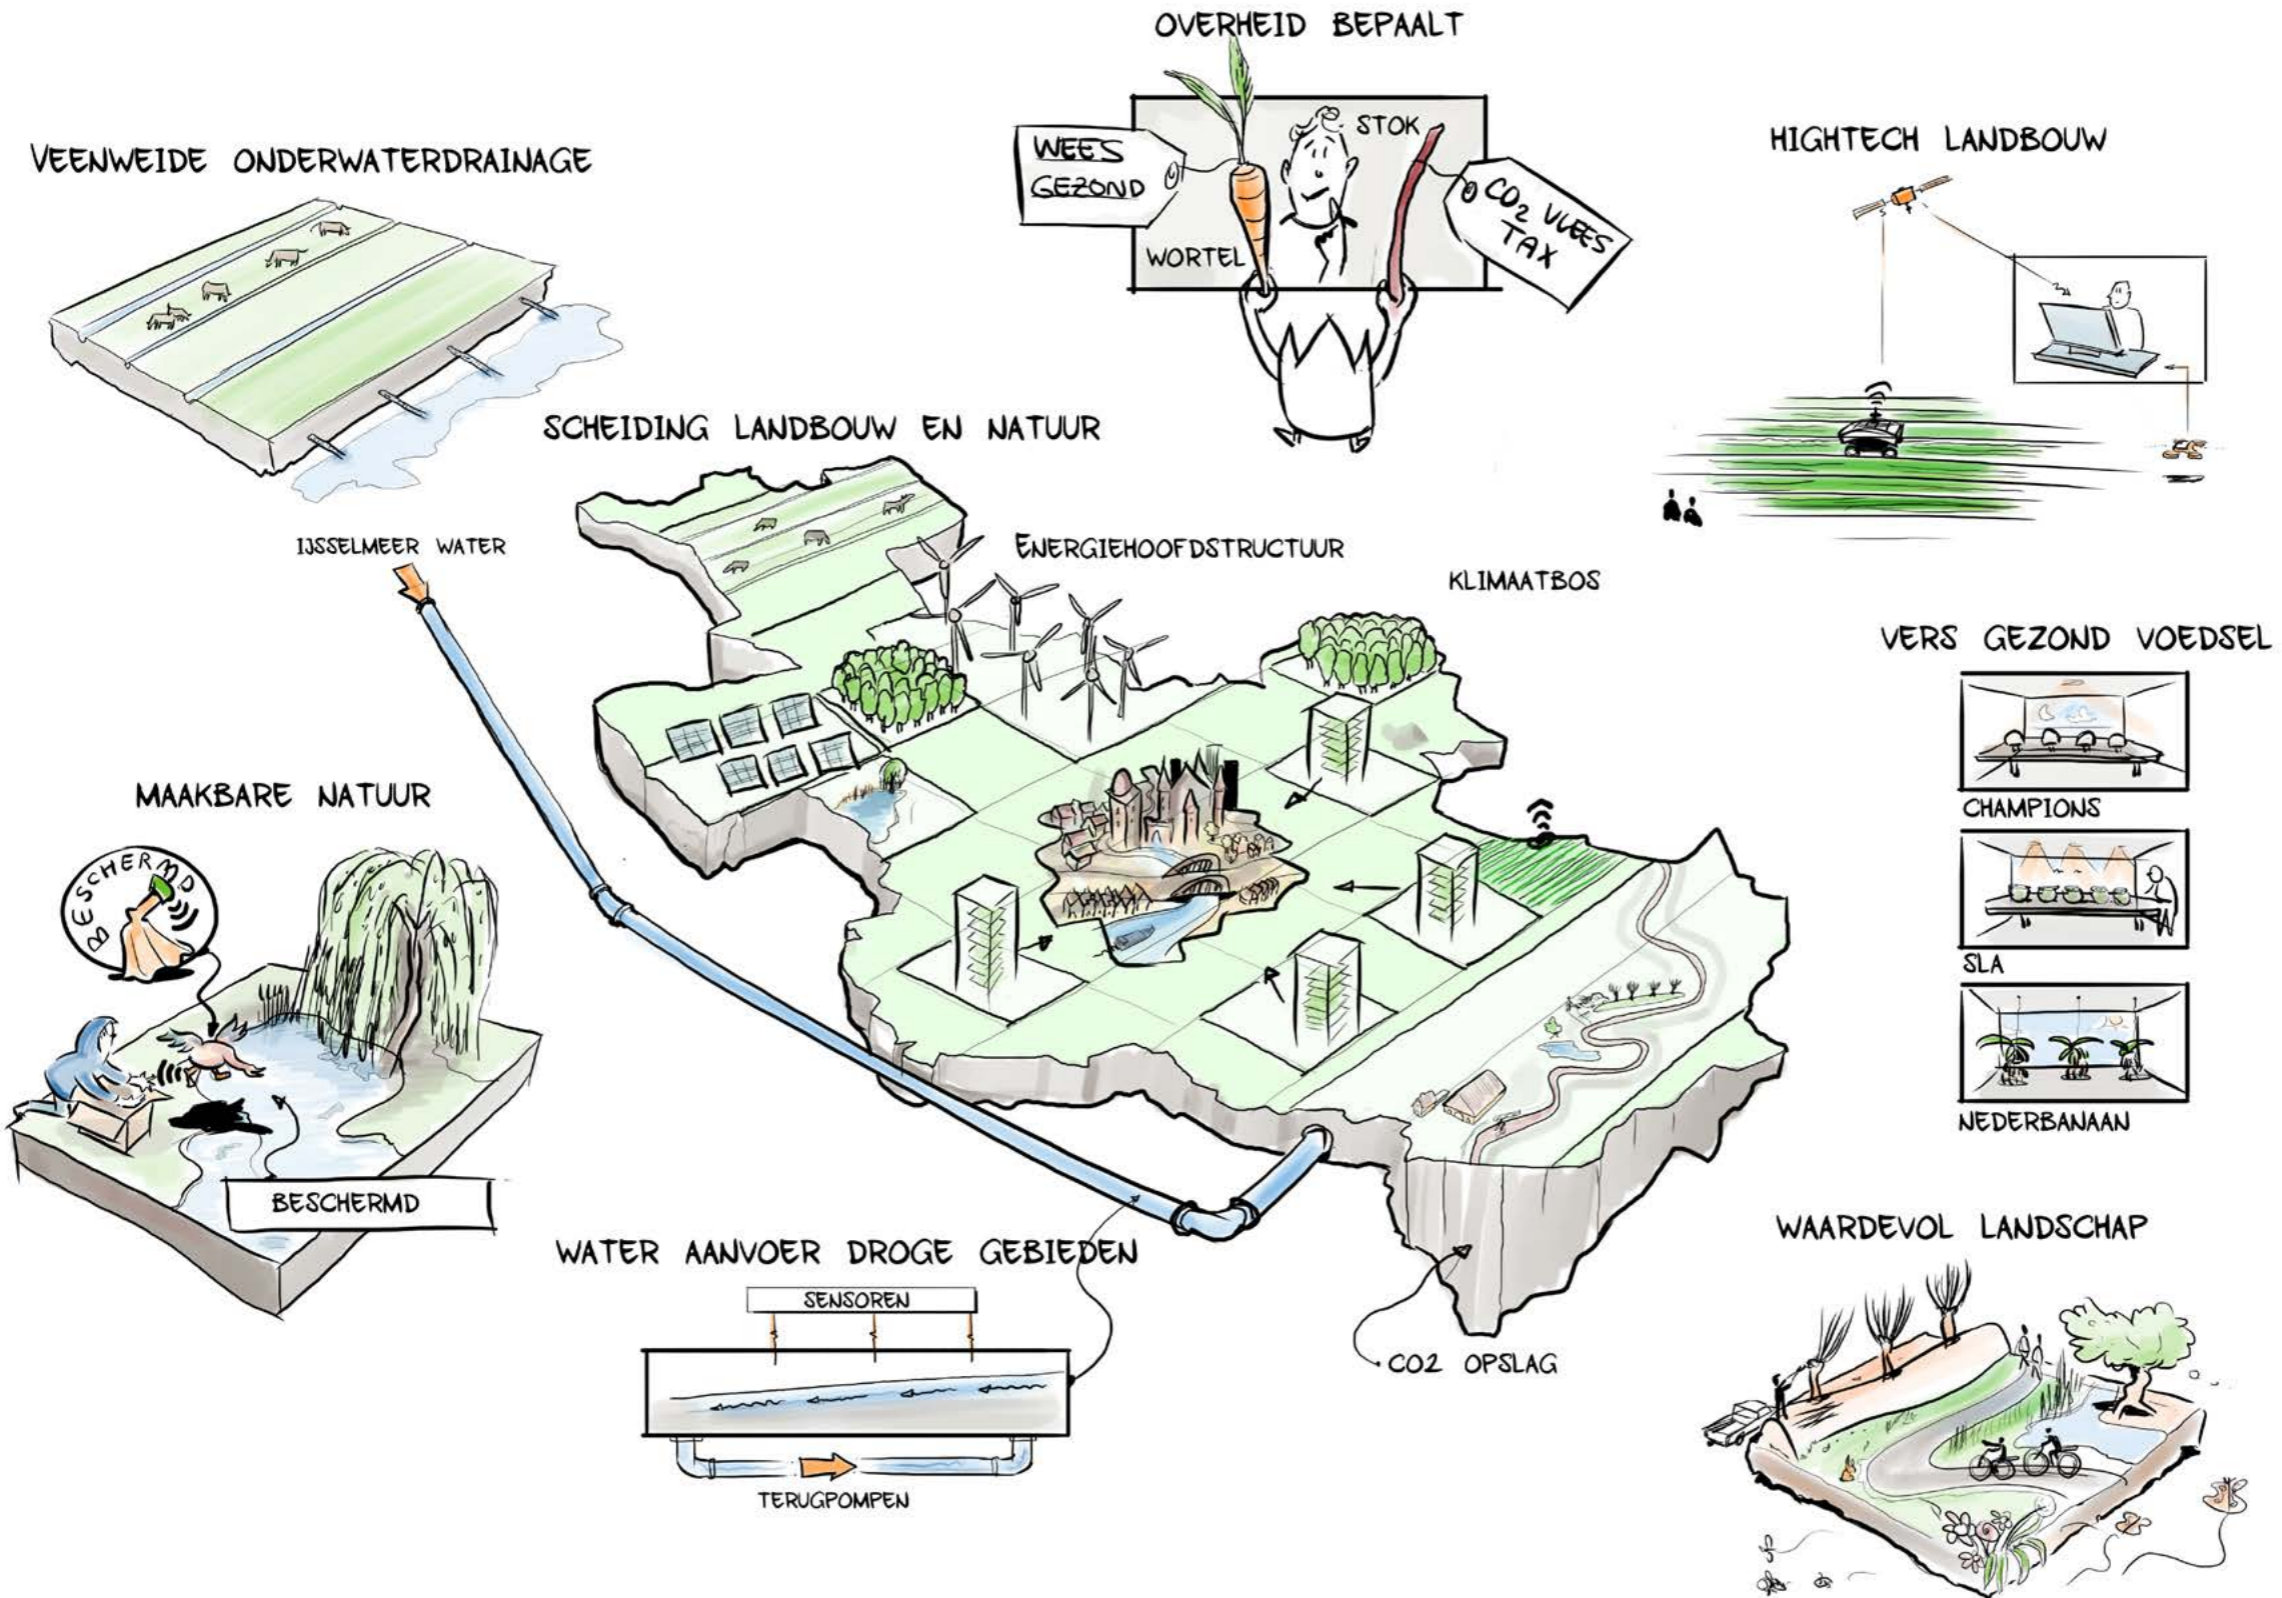 OVERHEID BEPAALT
WEES
GEZOND
STOK
WORTEL
CO2 VLEES
TAX
VEENWEIDE ONDERWATERDRAINAGE
HIGHTECH LANDBOUW
SCHEIDING LANDBOUW EN NATUUR
IJSSELMEER WATER
ENERGIEHOOFDSTRUCTUUR
KLIMAATBOS
VERS GEZOND VOEDSEL
CHAMPIONS
SLA
NEDERBANAAN
MAAKBARE NATUUR
BESCHERMD
BESCHERMD
WATER AANVOER DROGE GEBIEDEN
SENSOREN
TERUGPOMPEN
CO2 OPSLAG
WAARDEVOL LANDSCHAP